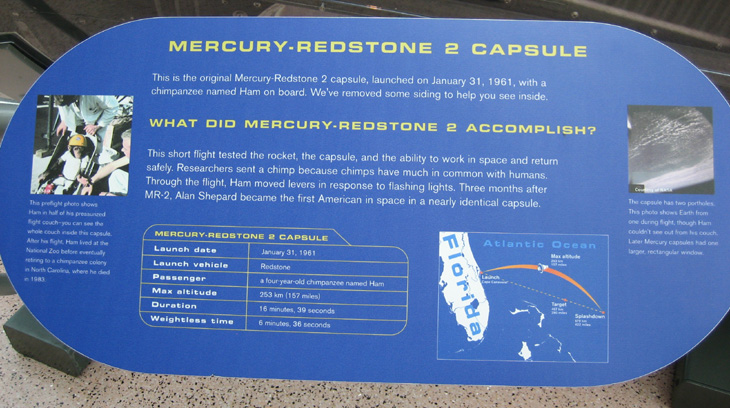 MERCURY-REDSTONE 2 CAPSULE
This is the original Mercury-Redstone 2 capsule, launched on January 31, 1961, with a
chimpanzee named Ham on board. We've removed some siding to help you see inside.
WHAT DID MERCURY-REDSTONE 2 ACCOMPLISH?
This short flight tested the rocket, the capsule, and the ability to work in space and return
safely. Researchers sent a chimp because chimps have much in common with humans.
Through the flight, Ham moved levers in response to flashing lights. Three months after
MR-2, Alan Shepard became the first American in space in a nearly identical capsule.
This preflight photo shows
Ham in half of his pressurized
flight couch–you can see the
whole couch inside this capsule.
After his flight, Ham lived at the
National Zoo before eventually
retiring to a chimpanzee colony
in North Carolina, where he died
in 1983.
MERCURY-REDSTONE 2 CAPSULE
Launch date January 31, 1961
Launch vehicle Redstone
Passenger a four-year-old chimpanzee named Ham
Max altitude 253 km (157 miles)
Duration 16 minutes, 39 seconds
Weightless time 6 minutes, 36 seconds
Atlantic Ocean
Florida
Max altitude
Launch
Target
Splashdown
Courtesy of NASA
The capsule has two portholes.
This photo shows Earth from
one during flight, though Ham
couldn't see out from his couch.
Later Mercury capsules had one
larger, rectangular window.